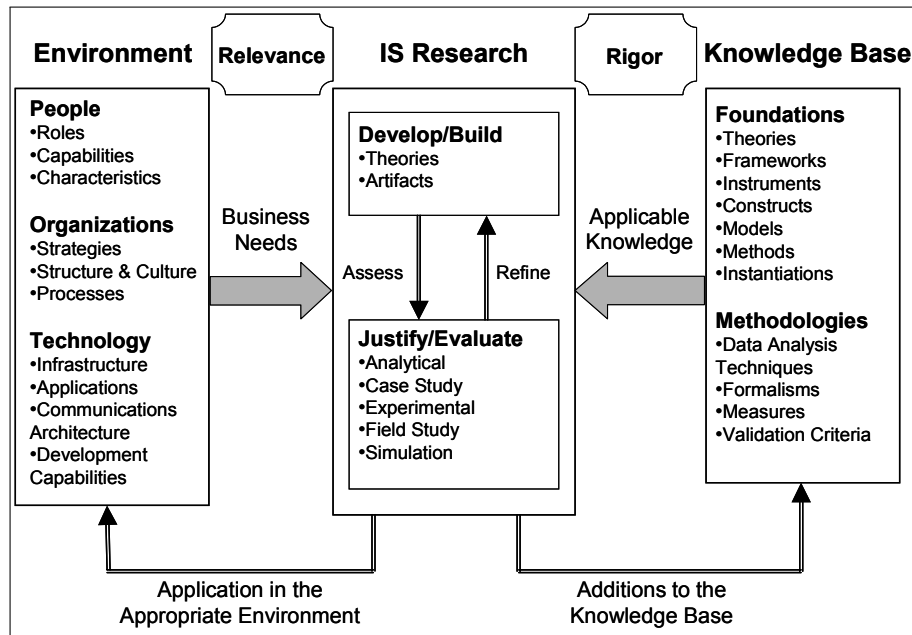 Environment
Relevance
IS Research
Rigor
Knowledge Base
People
•Roles
•Capabilities
•Characteristics
Organizations
•Strategies
•Structure & Culture
•Processes
Technology
•Infrastructure
•Applications
•Communications
Architecture
•Development
Capabilities
Business
Needs
Develop/Build
•Theories
•Artifacts
Assess
Refine
Justify/Evaluate
•Analytical
•Case Study
•Experimental
•Field Study
•Simulation
Applicable
Knowledge
Foundations
•Theories
•Frameworks
•Instruments
•Constructs
•Models
•Methods
•Instantiations
Methodologies
•Data Analysis
Techniques
•Formalisms
•Measures
•Validation Criteria
Application in the
Appropriate Environment
Additions to the
Knowledge Base